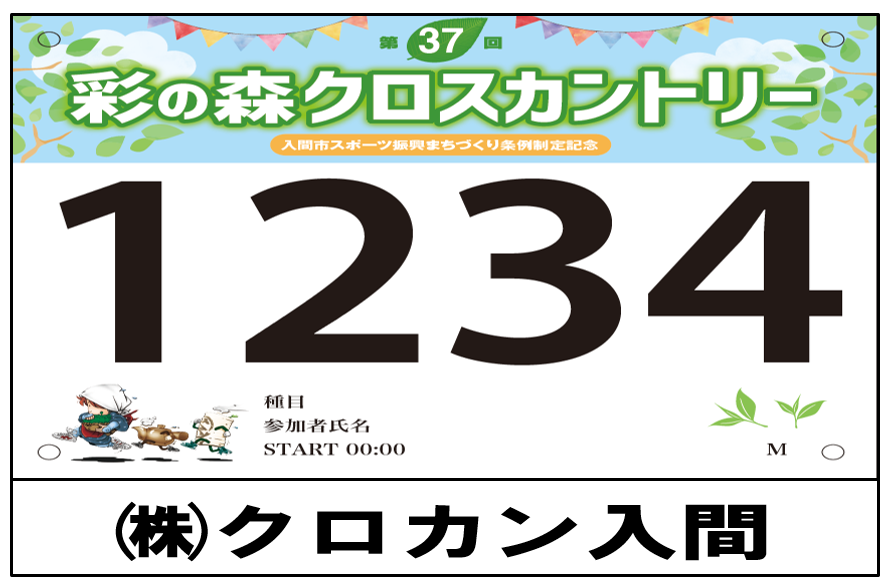 第37回
彩の森クロスカントリー
入間市スポーツ振興まちづくり条例制定記念
1234
種目
参加者氏名
START 00:00
M
㈱クロカン入間